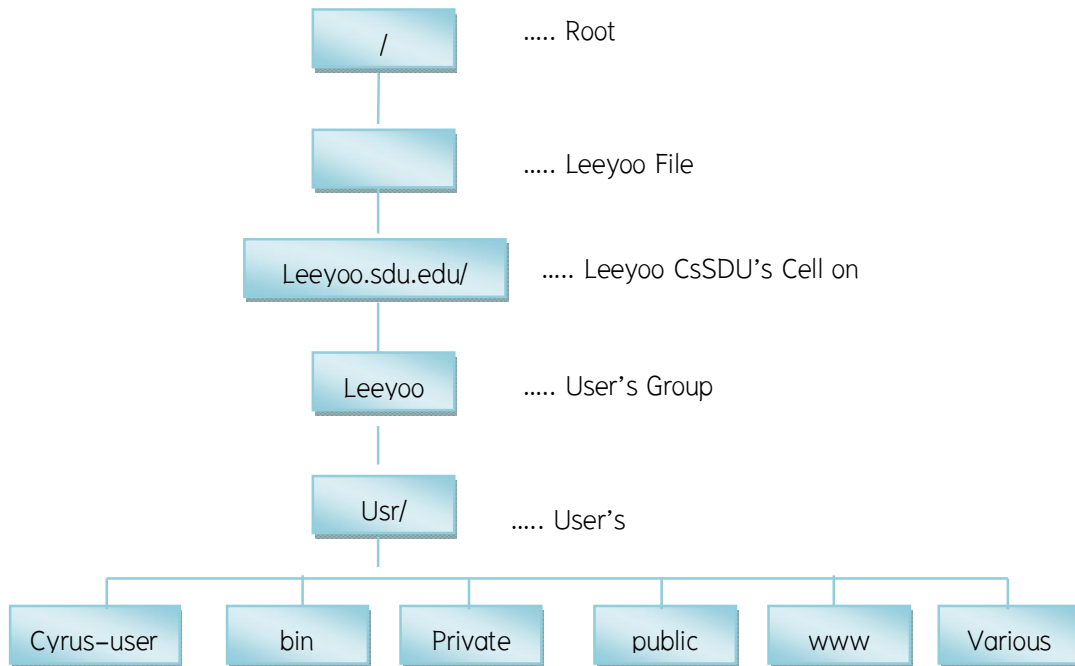 / ..... Root
..... Leeyoo File
Leeyoo.sdu.edu/ ..... Leeyoo CsSDU's Cell on
Leeyoo ..... User's Group
Usr/ ..... User's
Cyrus-user bin Private public www Various